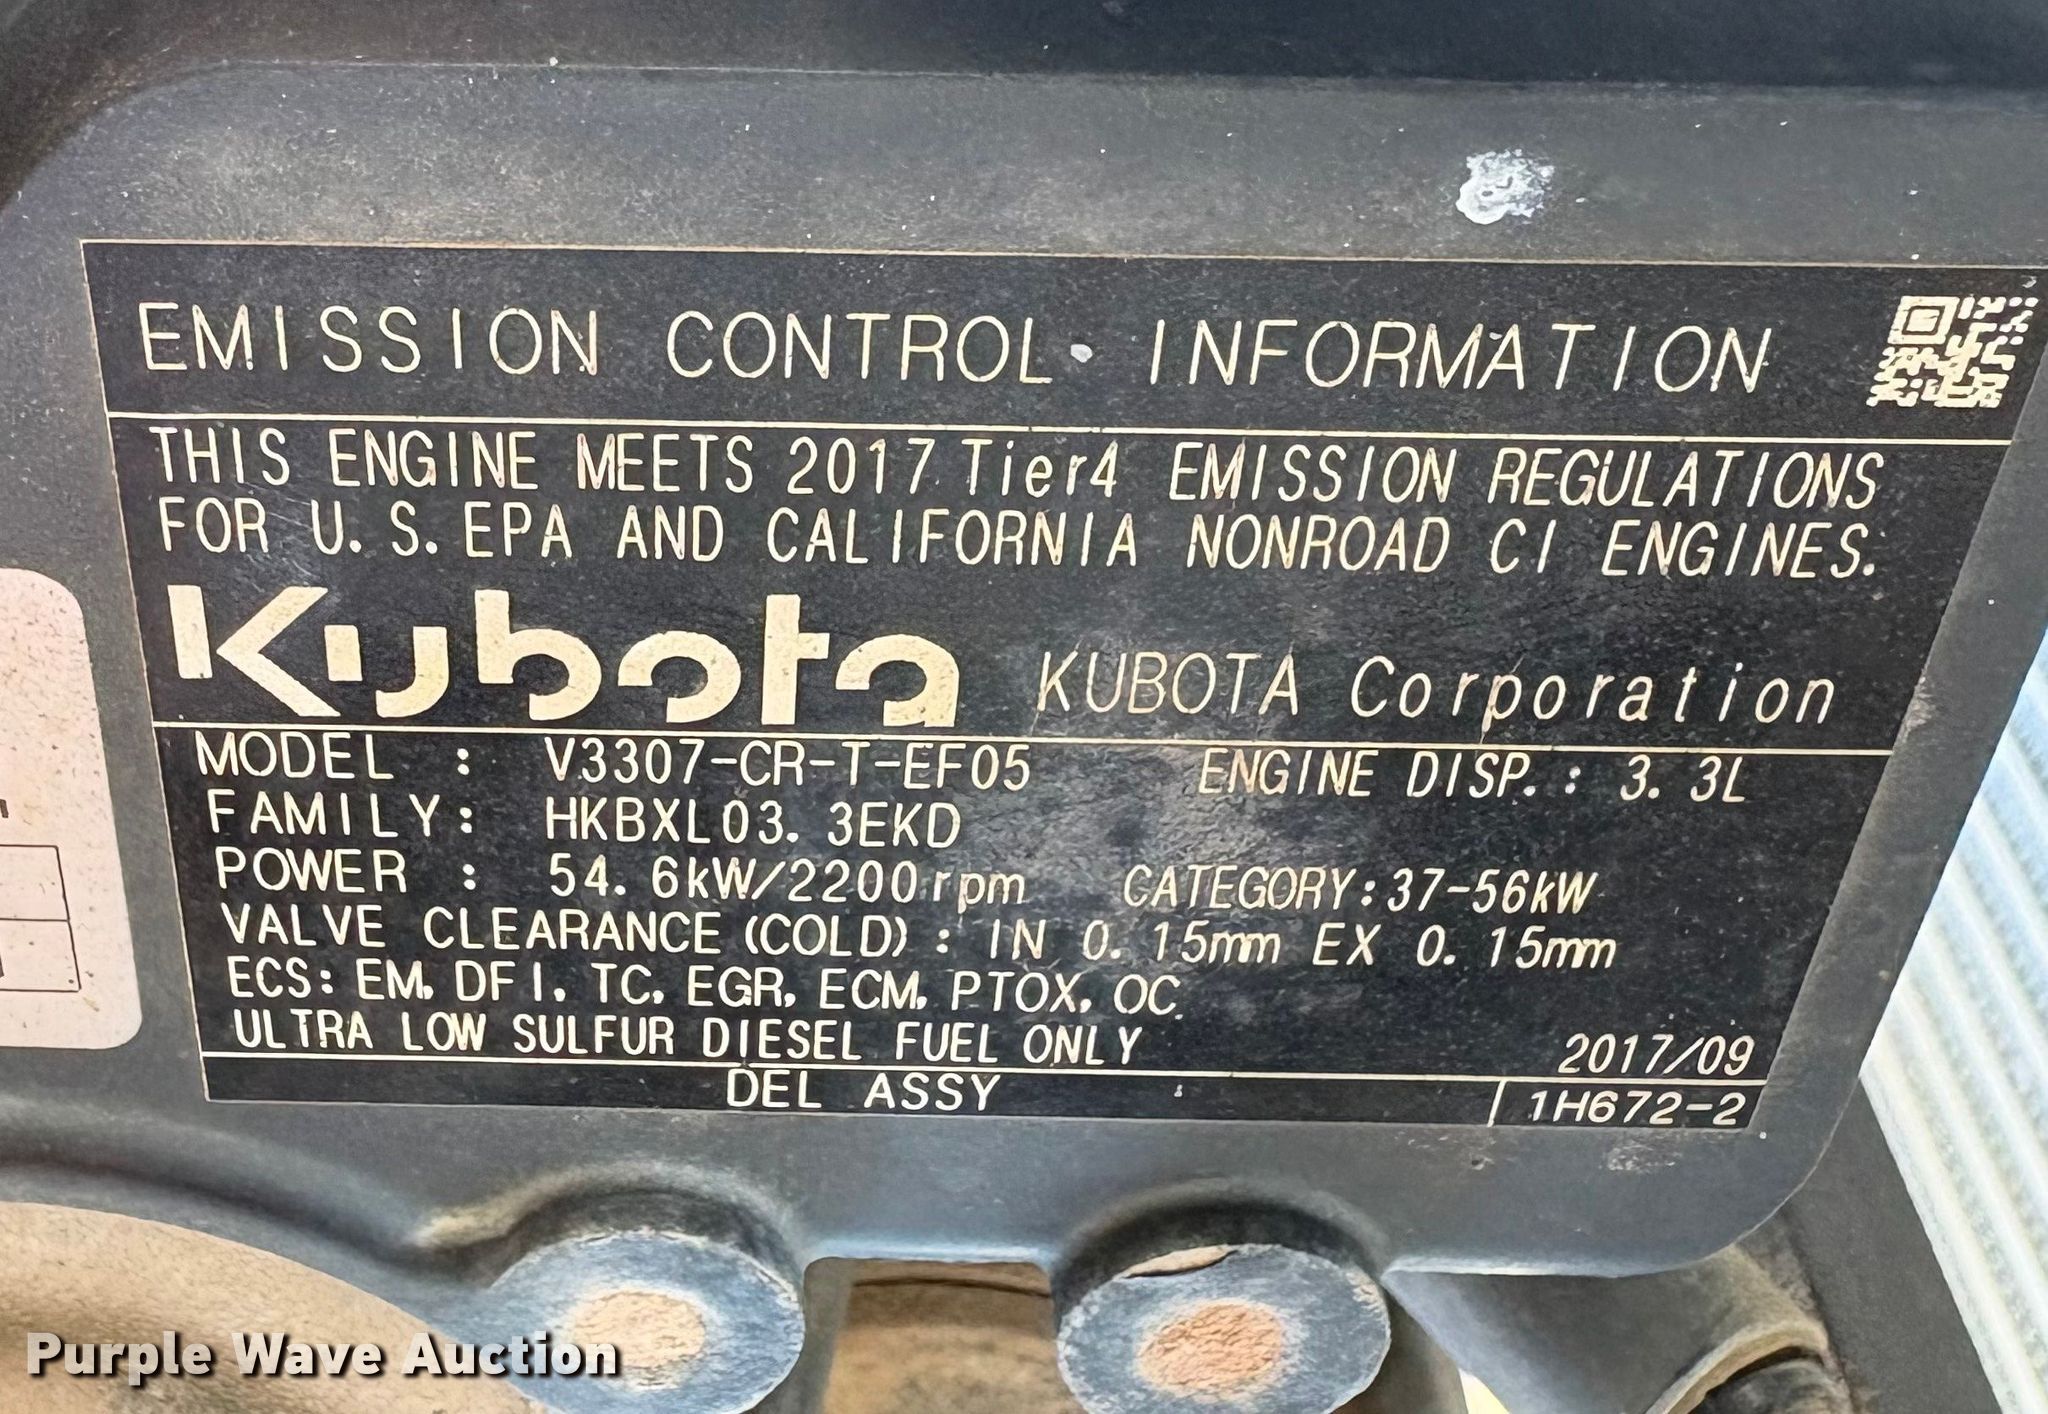 EMISSION CONTROL INFORMATION
THIS ENGINE MEETS 2017 Tier4 EMISSION REGULATIONS
FOR U.S.EPA AND CALIFORNIA NONROAD CI ENGINES.
Kubota KUBOTA Corporation
MODEL : V3307-CR-T-EF05 ENGINE DISP.: 3.3L
FAMILY: HKBXL03.3EKD
POWER : 54.6kW/2200rpm CATEGORY:37-56kW
VALVE CLEARANCE(COLD): IN 0.15mm EX 0.15mm
ECS: EM, DFI, TC, EGR, ECM, PTOX, OC
ULTRA LOW SULFUR DIESEL FUEL ONLY 2017/09
DEL ASSY 1H672-2
Purple Wave Auction